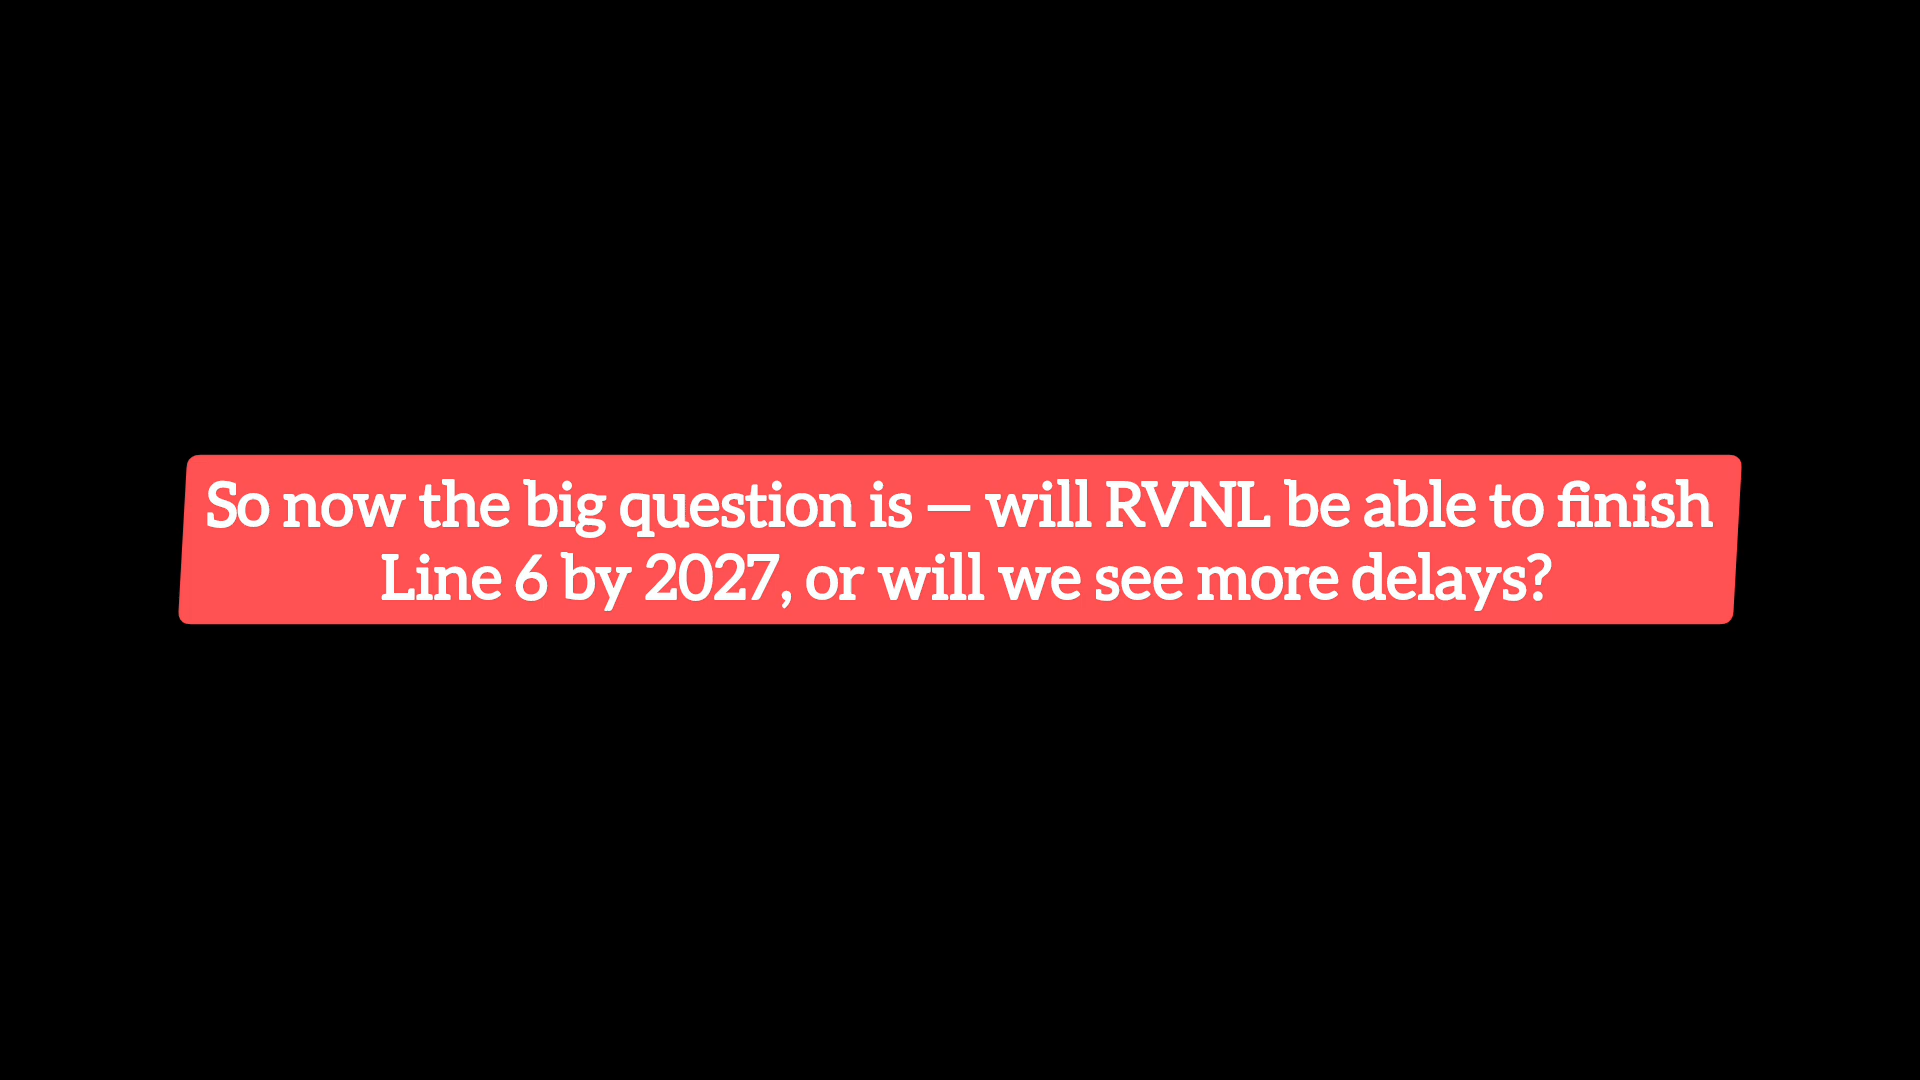 So now the big question is — will RVNL be able to finish
Line 6 by 2027, or will we see more delays?